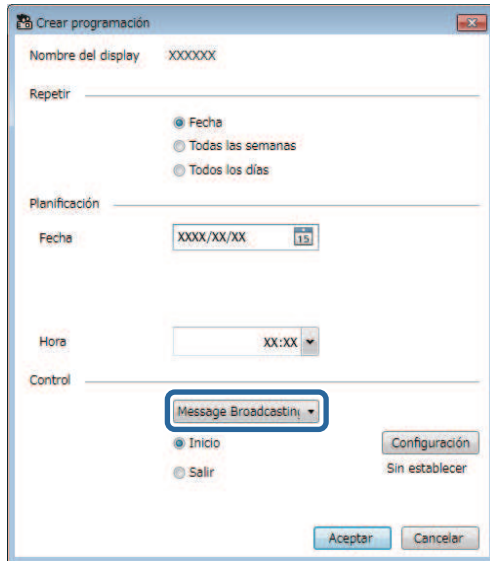 Crear programación
Nombre del display XXXXXX
Repetir
Fecha
Todas las semanas
Todos los días
Planificación
Fecha XXXX/XX/XX 15
Hora XX:XX
Control
Message Broadcasting
Inicio Configuración
Salir Sin establecer
Aceptar Cancelar